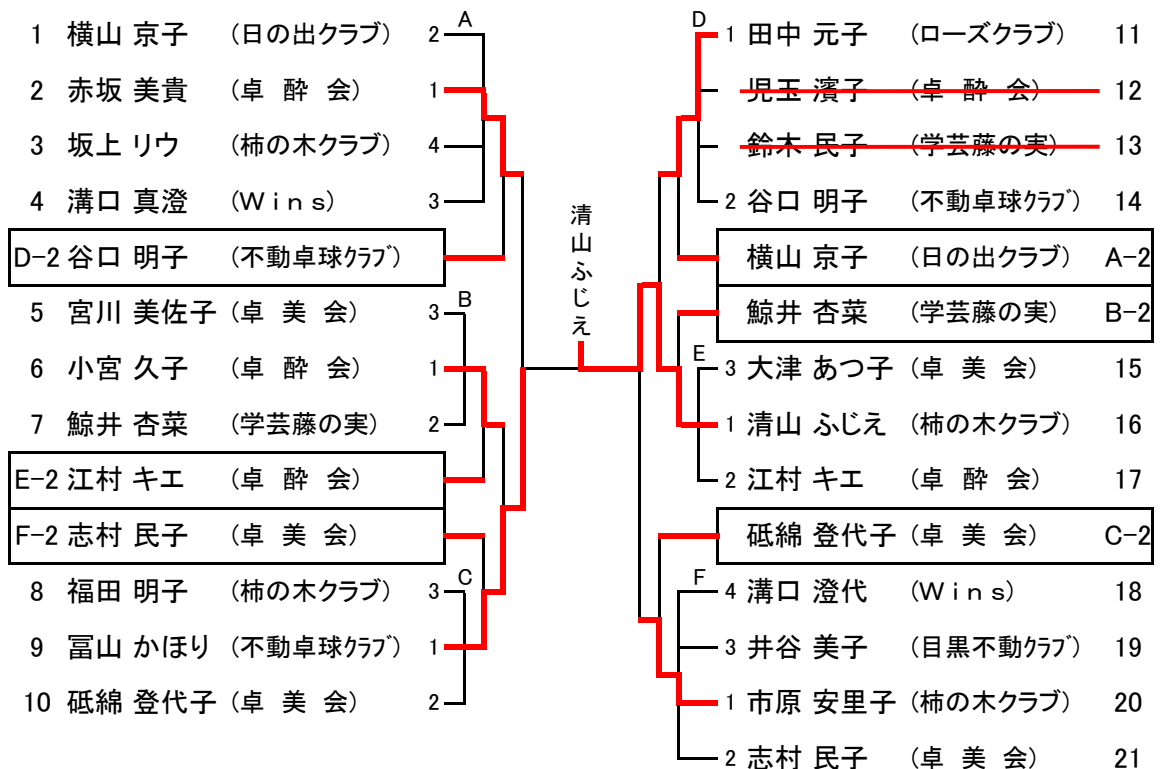 A
1 横山 京子 (日の出クラブ) 2
2 赤坂 美貴 (卓 酔 会) 1
3 坂上 リウ (柿の木クラブ) 4
4 溝口 真澄 (Wins) 3
D-2 谷口 明子 (不動卓球クラブ)
B
5 宮川 美佐子 (卓 美 会) 3
6 小宮 久子 (卓 酔 会) 1
7 鯨井 杏菜 (学芸藤の実) 2
E-2 江村 キエ (卓 酔 会)
F-2 志村 民子 (卓 美 会)
C
8 福田 明子 (柿の木クラブ) 3
9 冨山 かほり (不動卓球クラブ) 1
10 砥綿 登代子 (卓 美 会) 2
清山ふじえ
D
1 田中 元子 (ローズクラブ) 11
児玉 濱子 (卓 酔 会) 12
鈴木 民子 (学芸藤の実) 13
2 谷口 明子 (不動卓球クラブ) 14
横山 京子 (日の出クラブ) A-2
鯨井 杏菜 (学芸藤の実) B-2
E
3 大津 あつ子 (卓 美 会) 15
1 清山 ふじえ (柿の木クラブ) 16
2 江村 キエ (卓 酔 会) 17
砥綿 登代子 (卓 美 会) C-2
F
4 溝口 澄代 (Wins) 18
3 井谷 美子 (目黒不動クラブ) 19
1 市原 安里子 (柿の木クラブ) 20
2 志村 民子 (卓 美 会) 21